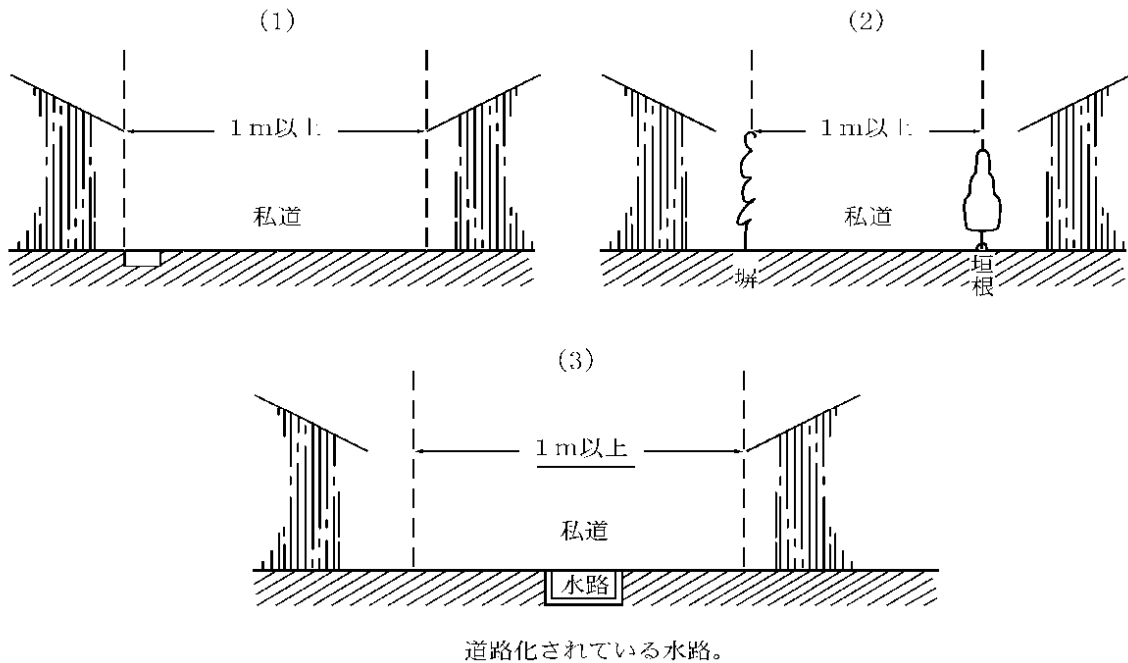 (1)
1m以上
私道
(2)
1m以上
私道
塀
垣根
(3)
1m以上
私道
水路
道路化されている水路。